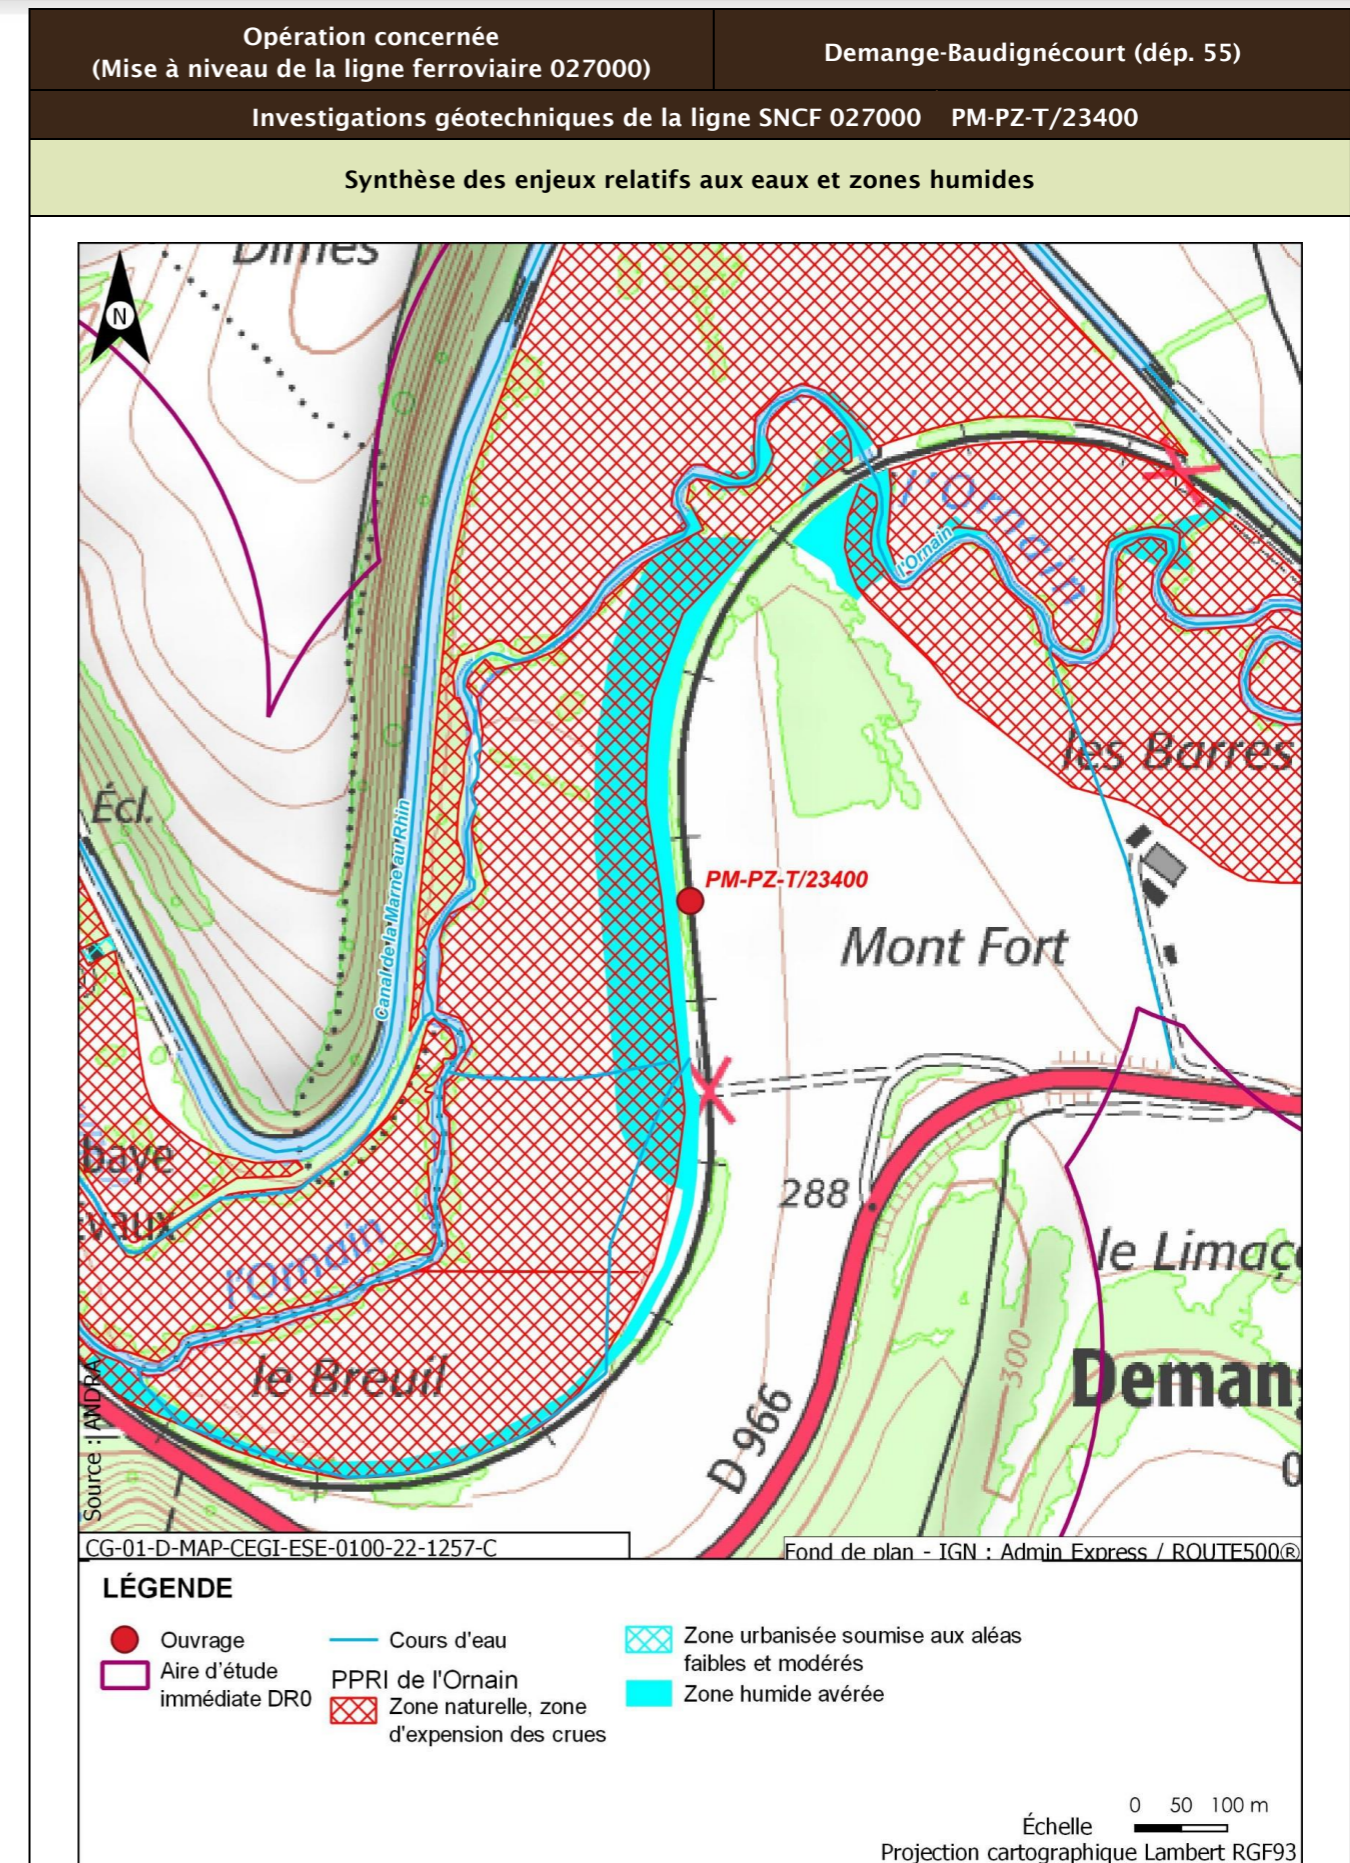 Opération concernée
(Mise à niveau de la ligne ferroviaire 027000)
Demange-Baudignécourt (dép. 55)
Investigations géotechniques de la ligne SNCF 027000 PM-PZ-T/23400
Synthèse des enjeux relatifs aux eaux et zones humides
Dimes
N
l'Ornain
l'Ornain
les Barres
Écl.
Canal de la Marne au Rhin
PM-PZ-T/23400
Mont Fort
baye
vaux
288
l'Ornain
le Limaç
le Breuil
300
Demang
D 966
0
Source : ANDRA
CG-01-D-MAP-CEGI-ESE-0100-22-1257-C
Fond de plan - IGN : Admin Express / ROUTE500®
LÉGENDE
Ouvrage
Aire d'étude
immédiate DR0
Cours d'eau
PPRI de l'Ornain
Zone naturelle, zone
d'expension des crues
Zone urbanisée soumise aux aléas
faibles et modérés
Zone humide avérée
0 50 100 m
Échelle
Projection cartographique Lambert RGF93